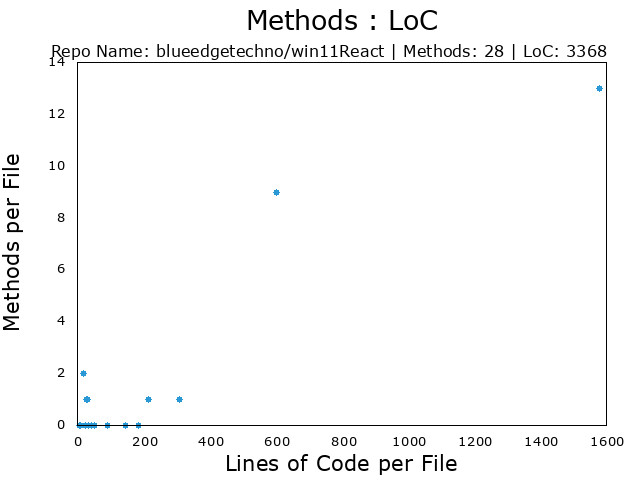 Methods : LoC
Repo Name: blueedgetechno/win11React | Methods: 28 | LoC: 3368
14
12
10
8
6
4
2
0
Methods per File
0 200 400 600 800 1000 1200 1400 1600
Lines of Code per File